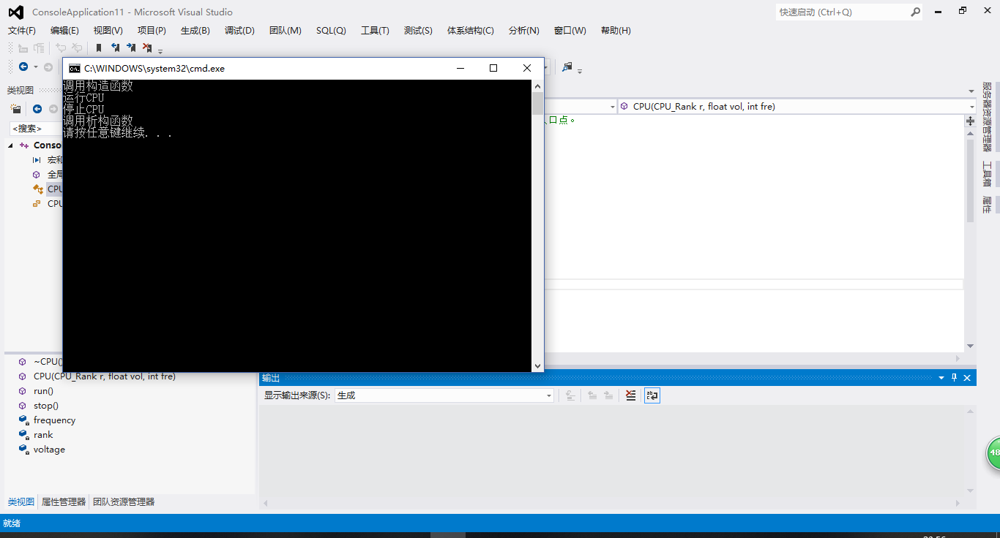 ConsoleApplication11 - Microsoft Visual Studio
快速启动 (Ctrl+Q)
文件(F) 编辑(E) 视图(V) 项目(P) 生成(B) 调试(D) 团队(M) SQL(Q) 工具(T) 测试(S) 体系结构(C) 分析(N) 窗口(W) 帮助(H)
C:\WINDOWS\system32\cmd.exe
调用构造函数
运行CPU
停止CPU
调用析构函数
请按任意键继续. . .
类视图
<搜索>
Conso
宏和
全局
CPU
CPU
CPU(CPU_Rank r, float vol, int fre)
口点。
服务器资源管理器
工具箱
属性
~CPU()
CPU(CPU_Rank r, float vol, int fre)
run()
stop()
frequency
rank
voltage
类视图 属性管理器 团队资源管理器
输出
显示输出来源(S): 生成
48
就绪